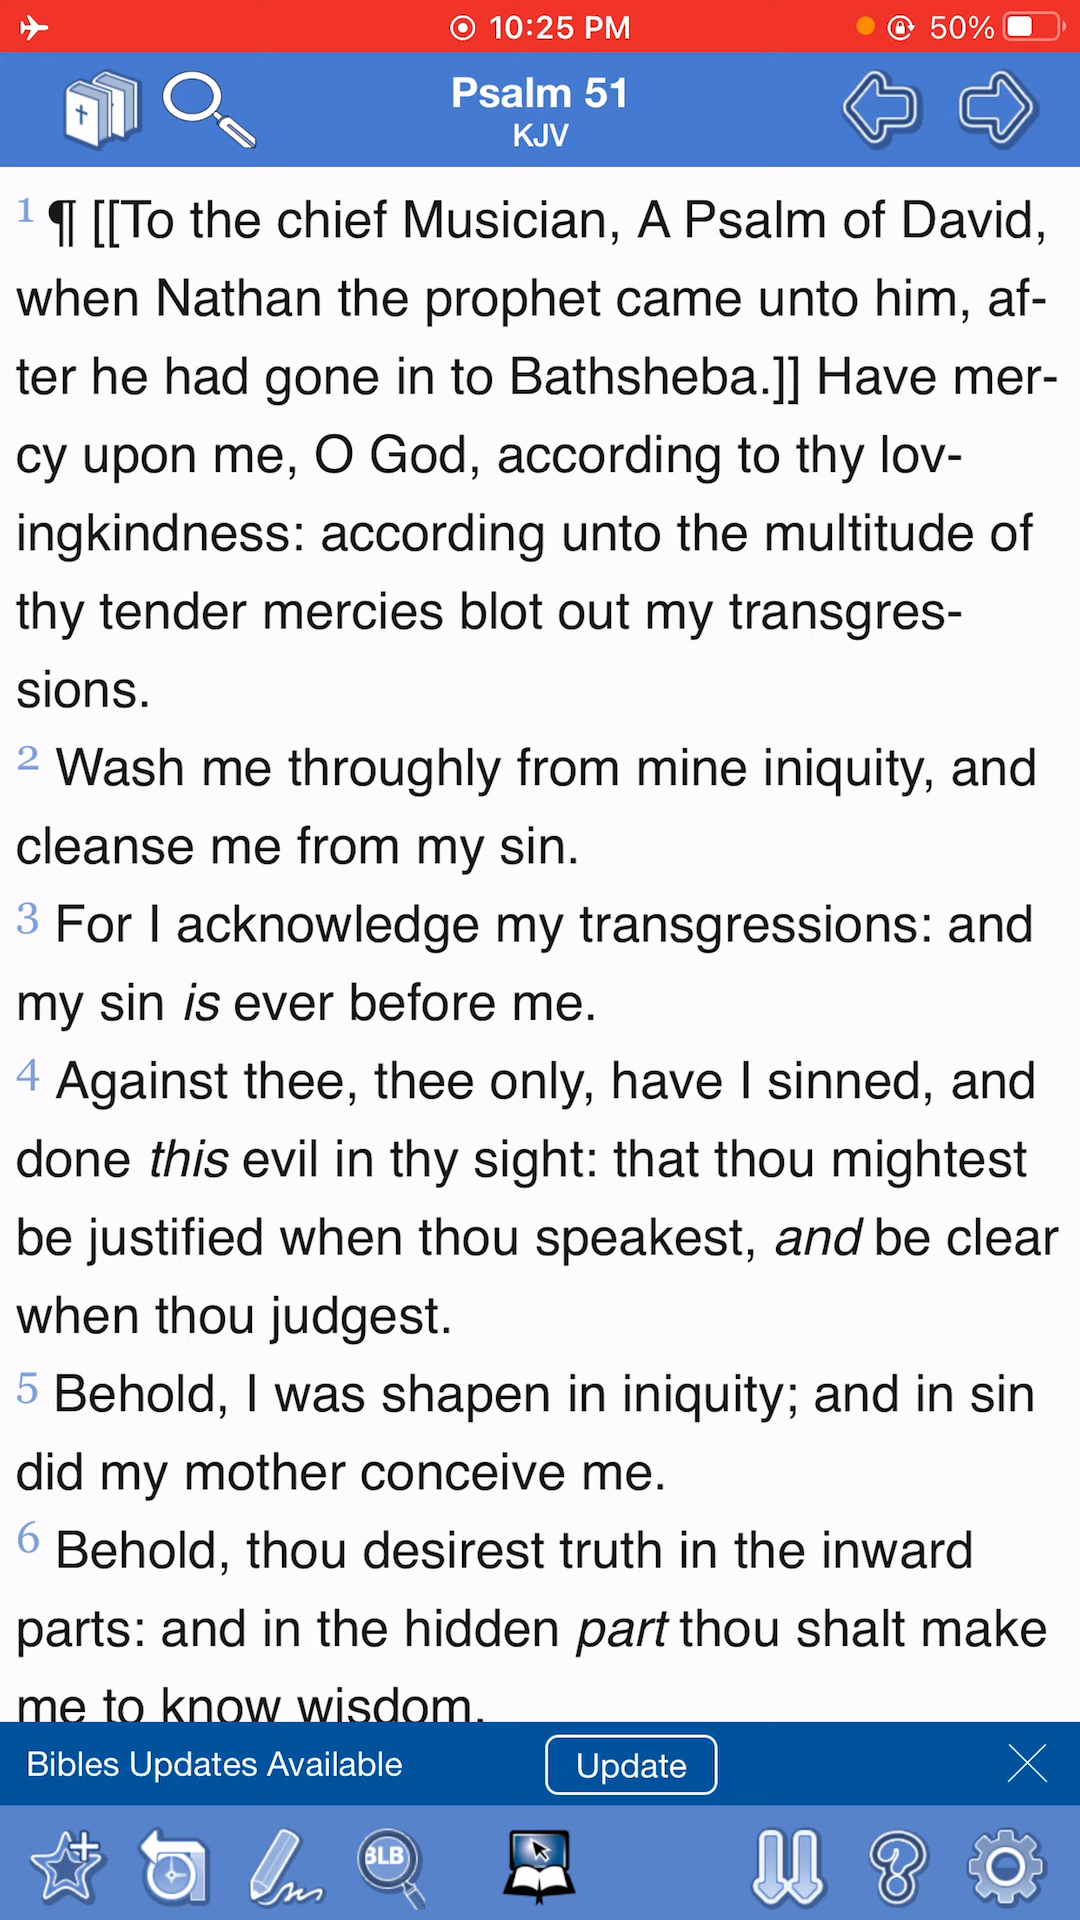 10:25 PM
50%
Psalm 51
KJV
1 ¶ [[To the chief Musician, A Psalm of David,
when Nathan the prophet came unto him, af-
ter he had gone in to Bathsheba.]] Have mer-
cy upon me, O God, according to thy lov-
ingkindness: according unto the multitude of
thy tender mercies blot out my transgres-
sions.
2 Wash me throughly from mine iniquity, and
cleanse me from my sin.
3 For I acknowledge my transgressions: and
my sin is ever before me.
4 Against thee, thee only, have I sinned, and
done this evil in thy sight: that thou mightest
be justified when thou speakest, and be clear
when thou judgest.
5 Behold, I was shapen in iniquity; and in sin
did my mother conceive me.
6 Behold, thou desirest truth in the inward
parts: and in the hidden part thou shalt make
me to know wisdom.
Bibles Updates Available
Update
BLB